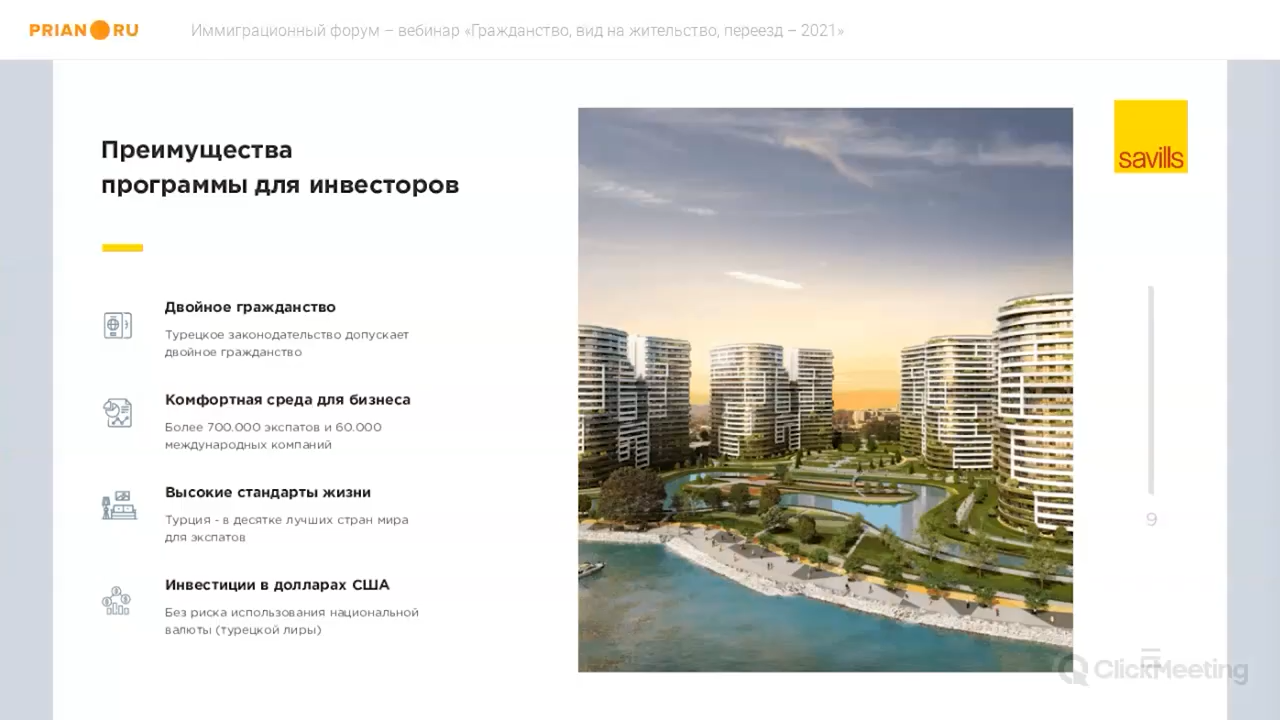 PRIAN RU
Иммиграционный форум – вебинар «Гражданство, вид на жительство, переезд – 2021»
savills
Преимущества
программы для инвесторов
Двойное гражданство
Турецкое законодательство допускает
двойное гражданство
Комфортная среда для бизнеса
Более 700.000 экспатов и 60.000
международных компаний
Высокие стандарты жизни
Турция - в десятке лучших стран мира
для экспатов
Инвестиции в долларах США
Без риска использования национальной
валюты (турецкой лиры)
9
ClickMeeting